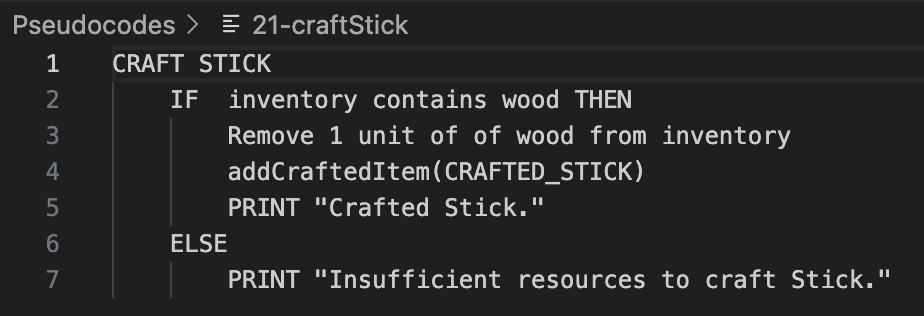 Pseudocodes > 21-craftStick
1 CRAFT STICK
2 IF  inventory contains wood THEN
3 Remove 1 unit of of wood from inventory
4 addCraftedItem(CRAFTED_STICK)
5 PRINT "Crafted Stick."
6 ELSE
7 PRINT "Insufficient resources to craft Stick."